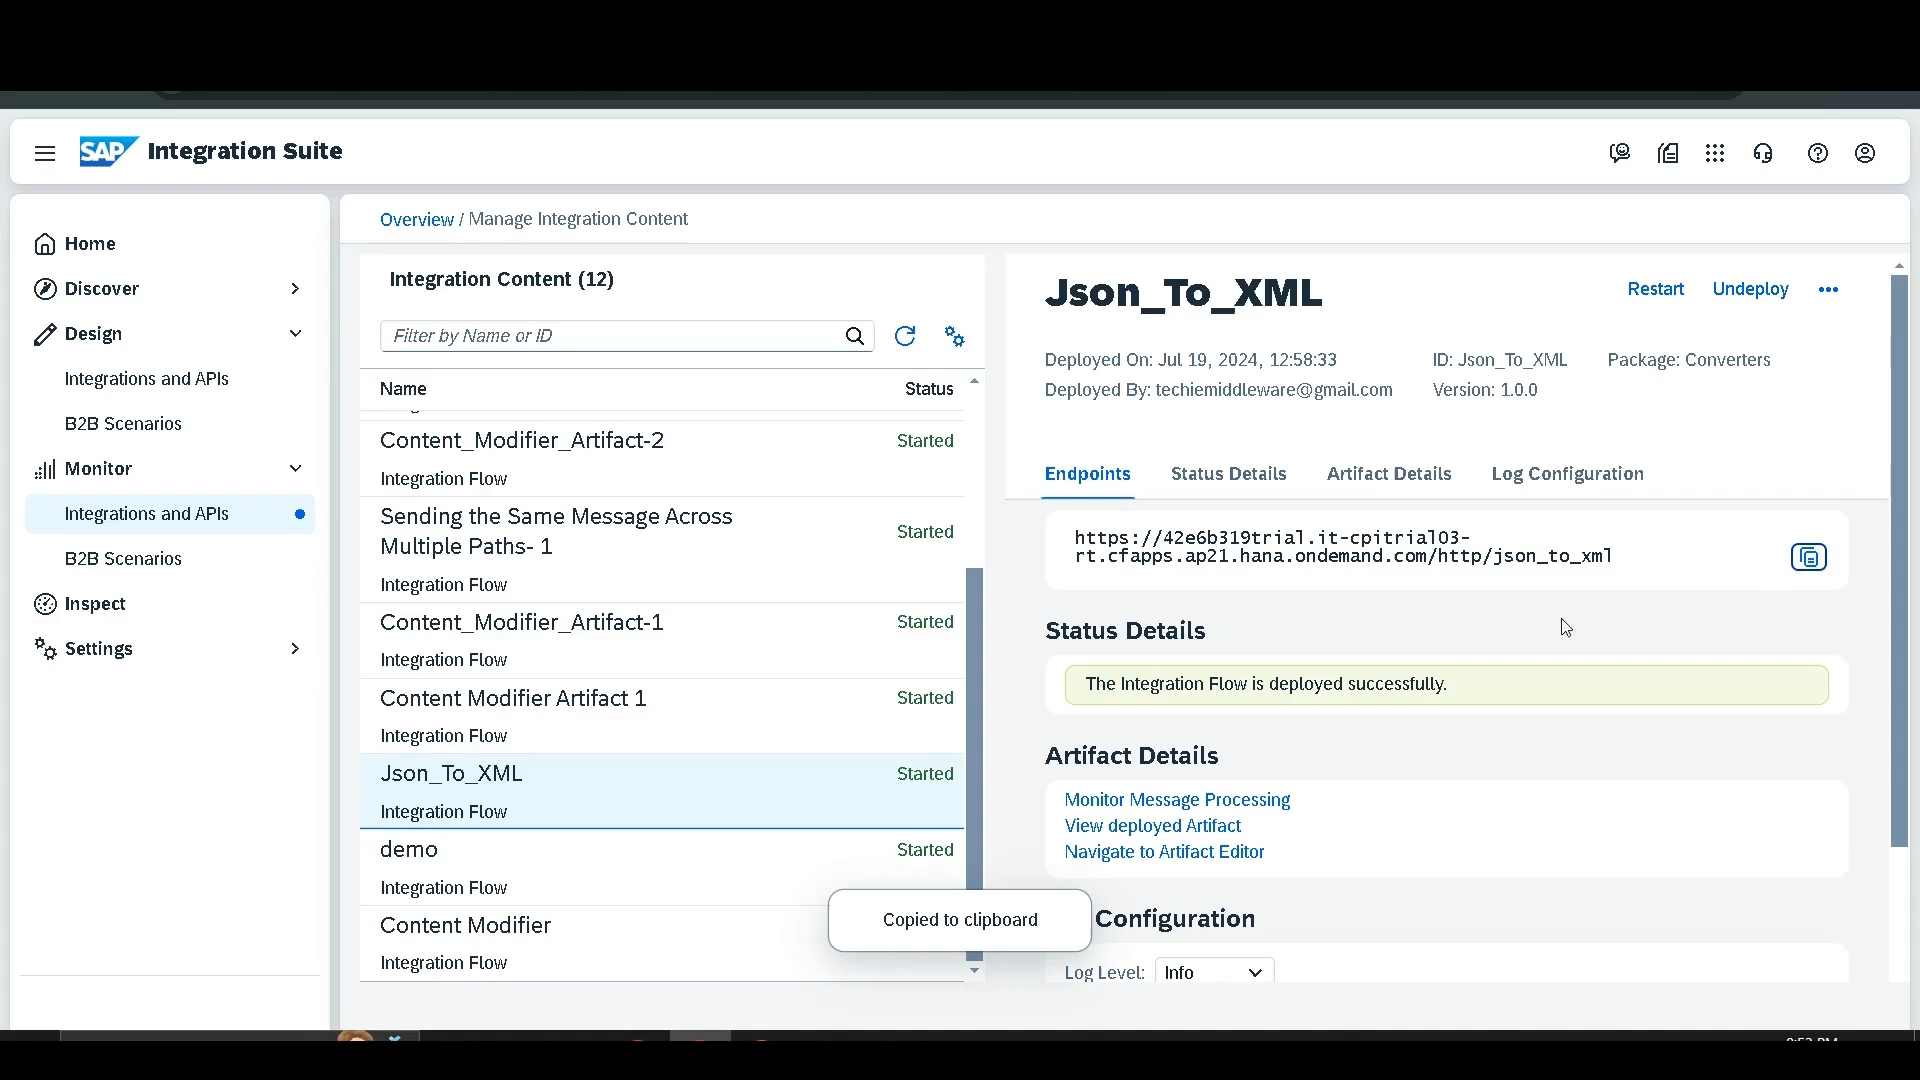 SAP Integration Suite
Home
Discover
Design
Integrations and APIs
B2B Scenarios
Monitor
Integrations and APIs
B2B Scenarios
Inspect
Settings
Overview / Manage Integration Content
Integration Content (12)
Filter by Name or ID
Name Status
Content_Modifier_Artifact-2 Started
Integration Flow
Sending the Same Message Across
Multiple Paths- 1 Started
Integration Flow
Content_Modifier_Artifact-1 Started
Integration Flow
Content Modifier Artifact 1 Started
Integration Flow
Json_To_XML Started
Integration Flow
demo Started
Integration Flow
Content Modifier
Integration Flow
Json_To_XML
Restart Undeploy
Deployed On: Jul 19, 2024, 12:58:33 ID: Json_To_XML Package: Converters
Deployed By: techiemiddleware@gmail.com Version: 1.0.0
Endpoints Status Details Artifact Details Log Configuration
https://42e6b319trial.it-cpitrial03-
rt.cfapps.ap21.hana.ondemand.com/http/json_to_xml
Status Details
The Integration Flow is deployed successfully.
Artifact Details
Monitor Message Processing
View deployed Artifact
Navigate to Artifact Editor
Configuration
Log Level: Info
Copied to clipboard